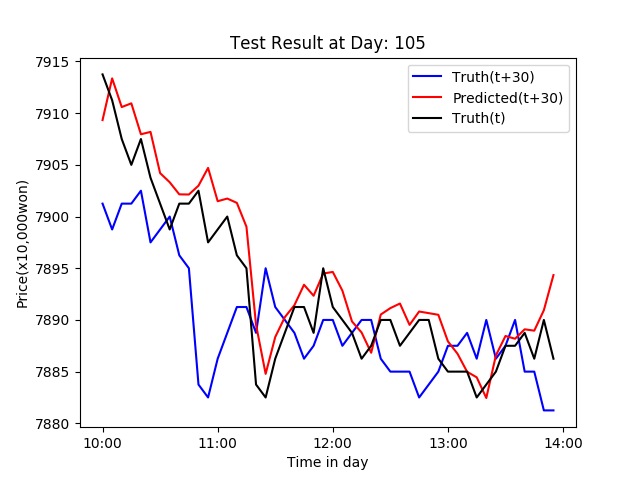 Test Result at Day: 105
Truth(t+30)
Predicted(t+30)
Truth(t)
Price(x10,000won)
7915
7910
7905
7900
7895
7890
7885
7880
10:00 11:00 12:00 13:00 14:00
Time in day